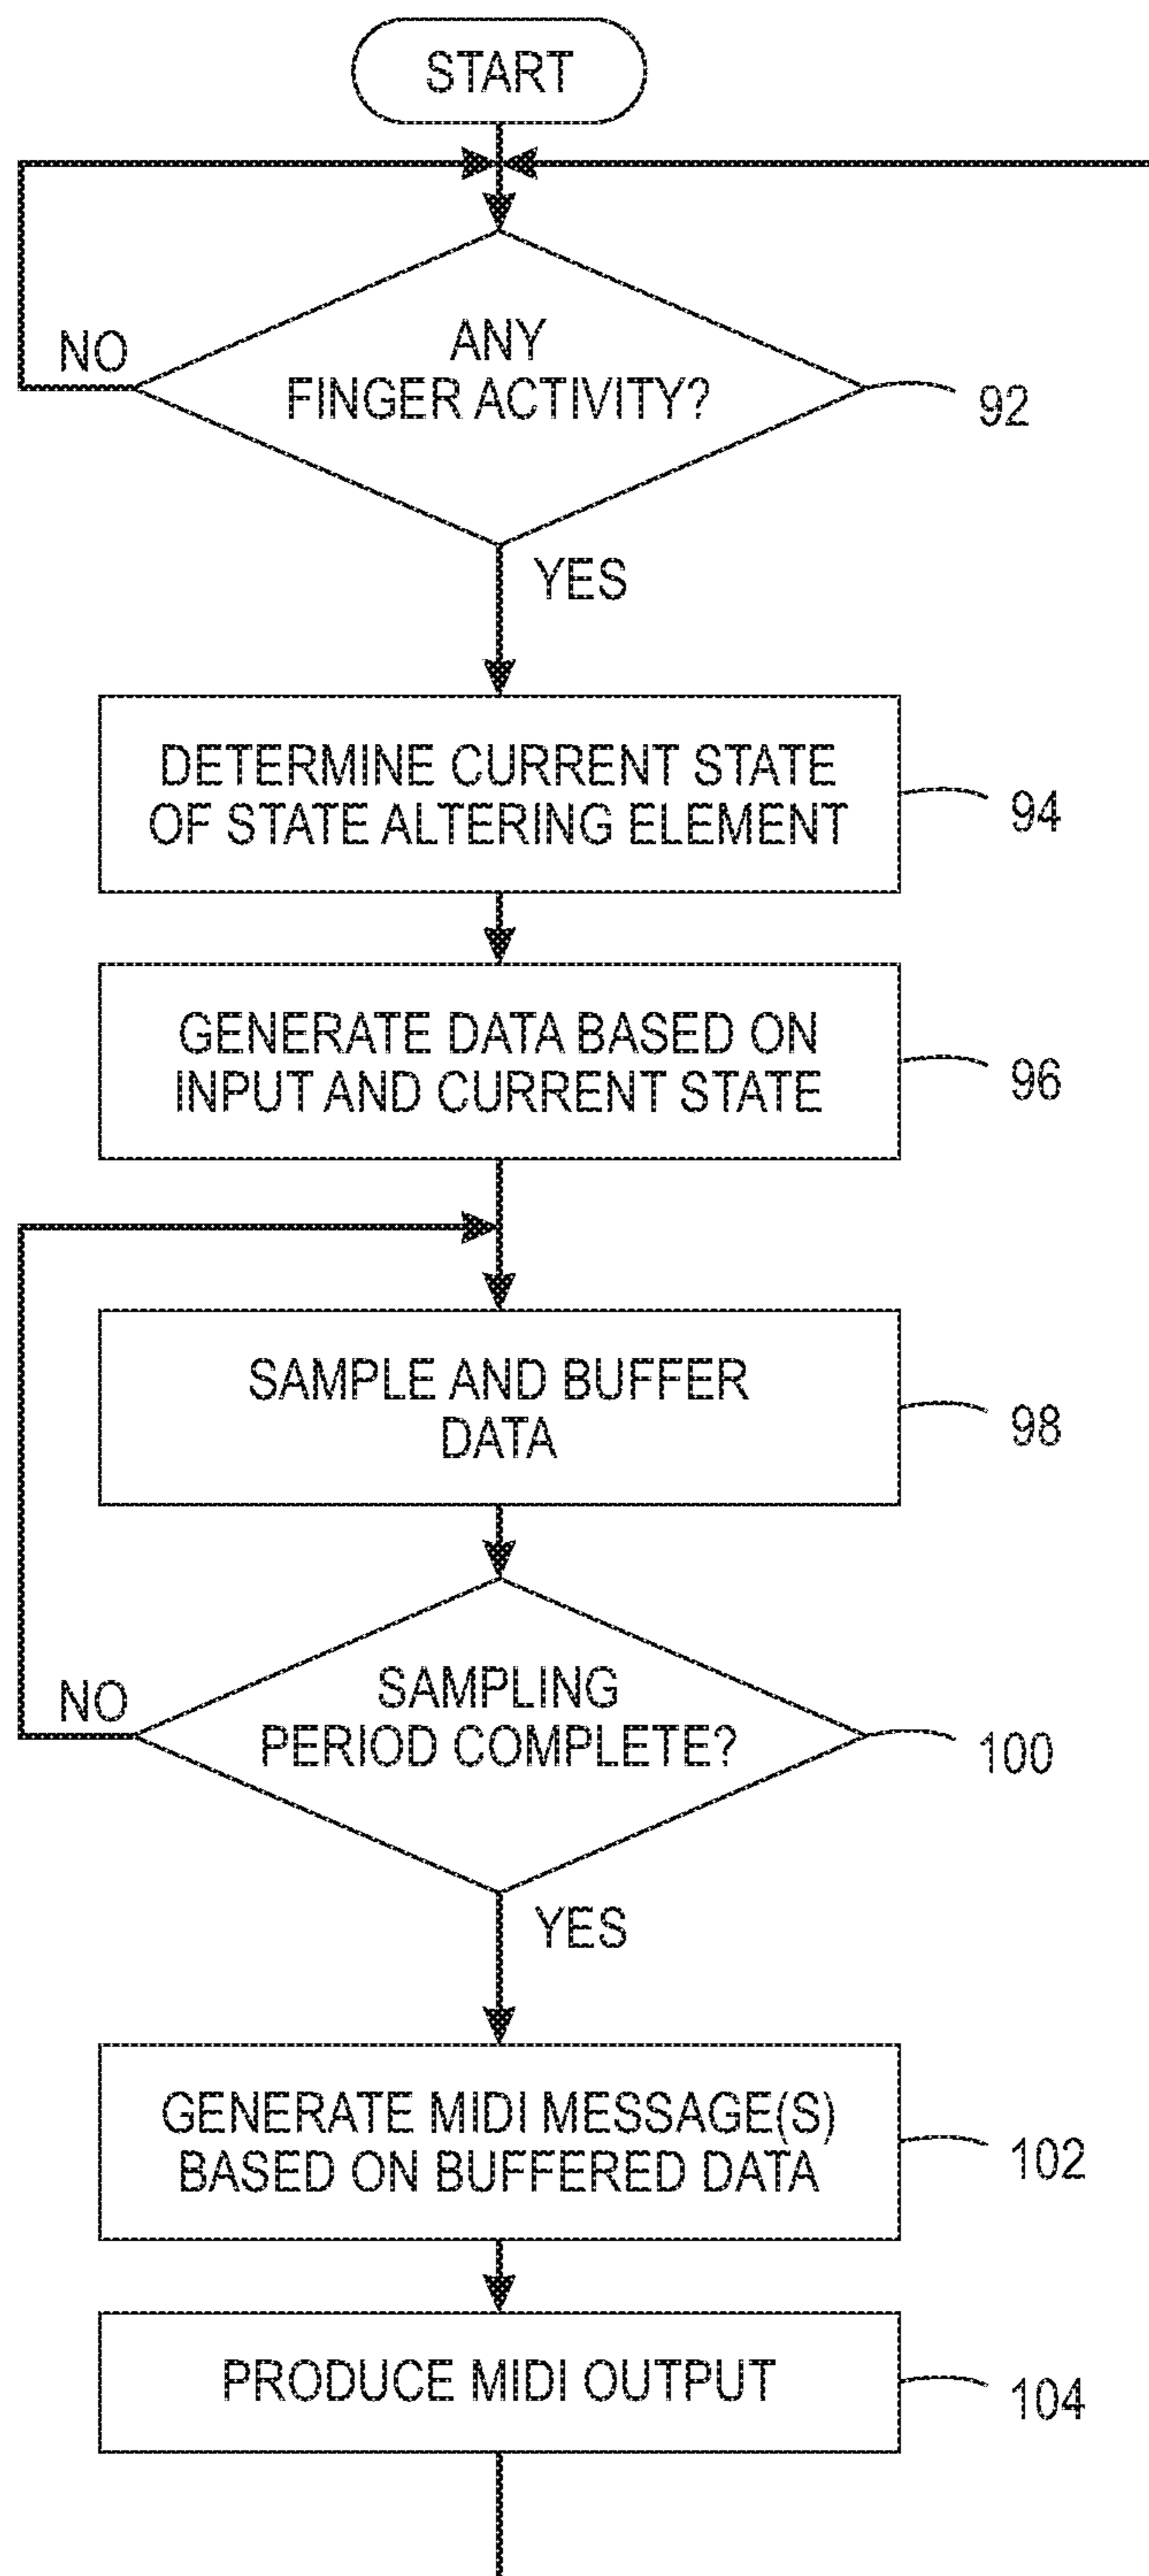 START
NO
ANY
FINGER ACTIVITY?
92
YES
DETERMINE CURRENT STATE
OF STATE ALTERING ELEMENT
94
GENERATE DATA BASED ON
INPUT AND CURRENT STATE
96
SAMPLE AND BUFFER
DATA
98
NO
SAMPLING
PERIOD COMPLETE?
100
YES
GENERATE MIDI MESSAGE(S)
BASED ON BUFFERED DATA
102
PRODUCE MIDI OUTPUT
104